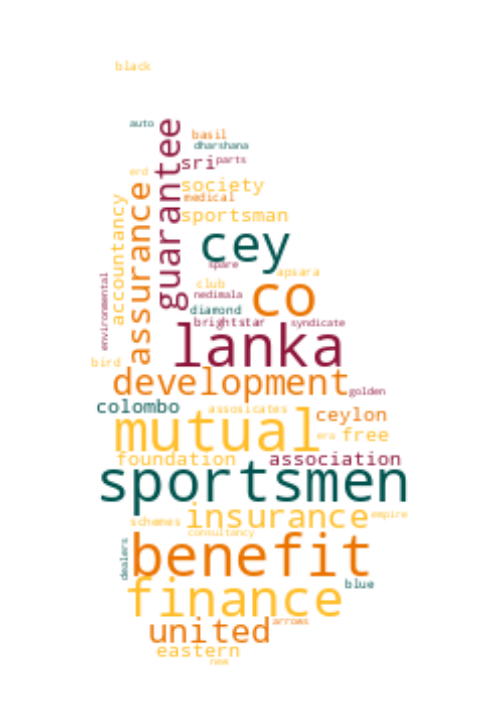 black
auto
guarantee
basil
dharshana
sri
parts
erd
society
assurance
medical
accountancy
sportsman
cey
spare
apsara
environmental
club
co
nedimala
diamond
brightstar
syndicate
lanka
bird
development
golden
colombo
assosicates
ceylon
mutual
era
free
foundation
association
sportsmen
insurance
empire
schemes
consultancy
benefit
dealers
blue
finance
united
arrows
eastern
new